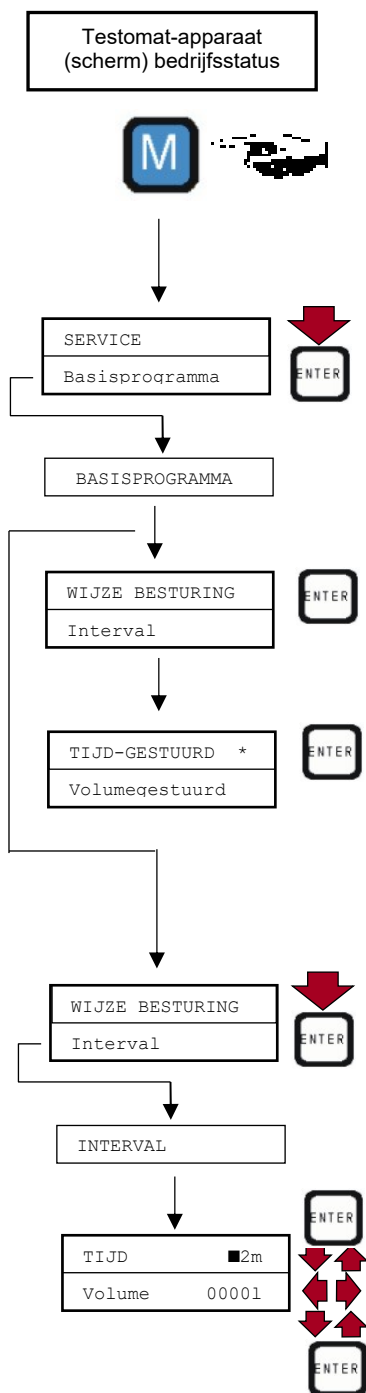 Testomat-apparaat
(scherm) bedrijfsstatus
M
SERVICE
ENTER
Basisprogramma
BASISPROGRAMMA
WIJZE BESTURING
ENTER
Interval
TIJD-GESTUURD *
ENTER
Volumegestuurd
WIJZE BESTURING
ENTER
Interval
INTERVAL
ENTER
TIJD ■2m
Volume 0000l
ENTER